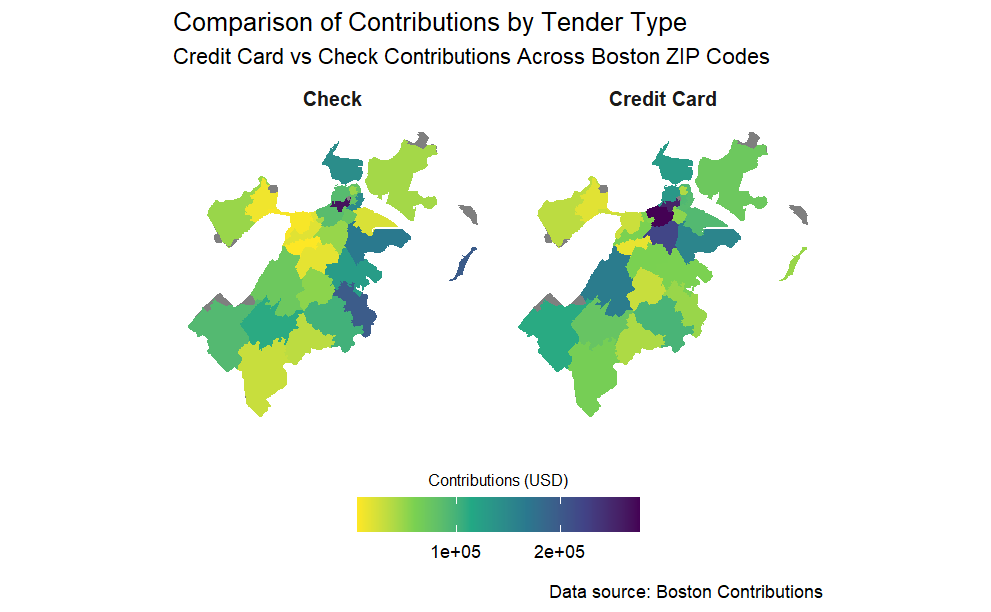 Comparison of Contributions by Tender Type
Credit Card vs Check Contributions Across Boston ZIP Codes
Check
Credit Card
Contributions (USD)
1e+05
2e+05
Data source: Boston Contributions